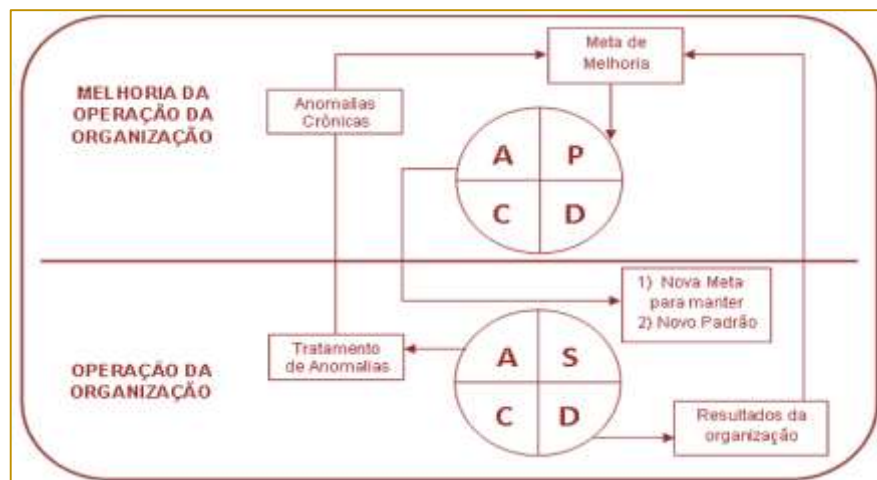 MELHORIA DA
OPERAÇÃO DA
ORGANIZAÇÃO
Anomalias
Crônicas
Meta de
Melhoria
A P
C D
1) Nova Meta
para manter
2) Novo Padrão
OPERAÇÃO DA
ORGANIZAÇÃO
Tratamento
de Anomalias
A S
C D
Resultados da
organização